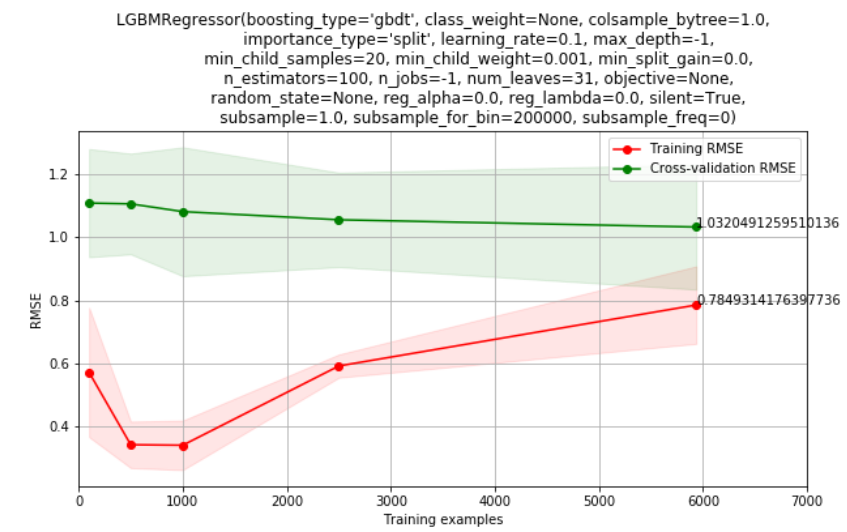 LGBMRegressor(boosting_type='gbdt', class_weight=None, colsample_bytree=1.0,
importance_type='split', learning_rate=0.1, max_depth=-1,
min_child_samples=20, min_child_weight=0.001, min_split_gain=0.0,
n_estimators=100, n_jobs=-1, num_leaves=31, objective=None,
random_state=None, reg_alpha=0.0, reg_lambda=0.0, silent=True,
subsample=1.0, subsample_for_bin=200000, subsample_freq=0)
Training RMSE
Cross-validation RMSE
1.2
1.0
0.8
0.6
0.4
RMSE
1.0320491259510136
0.7849314176397736
0 1000 2000 3000 4000 5000 6000 7000
Training examples